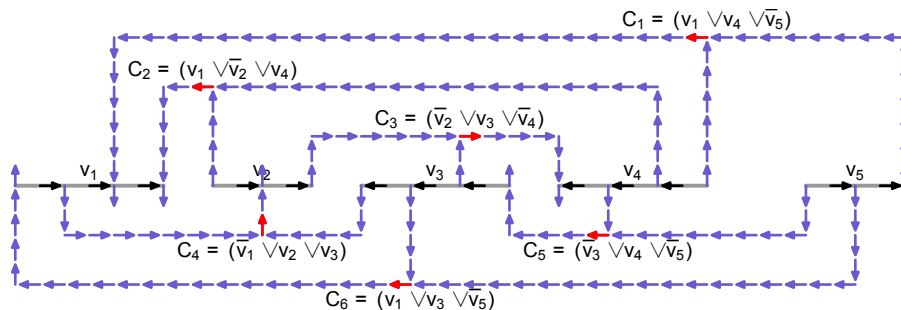 C₁ = (v₁ ∨v₄ ∨v̅₅)
C₂ = (v₁ ∨v̅₂ ∨v₄)
C₃ = (v̅₂ ∨v₃ ∨v̅₄)
v₁ v₂ v₃ v₄ v₅
C₄ = (v̅₁ ∨v₂ ∨v₃) C₅ = (v̅₃ ∨v₄ ∨v̅₅)
C₆ = (v₁ ∨v₃ ∨v̅₅)